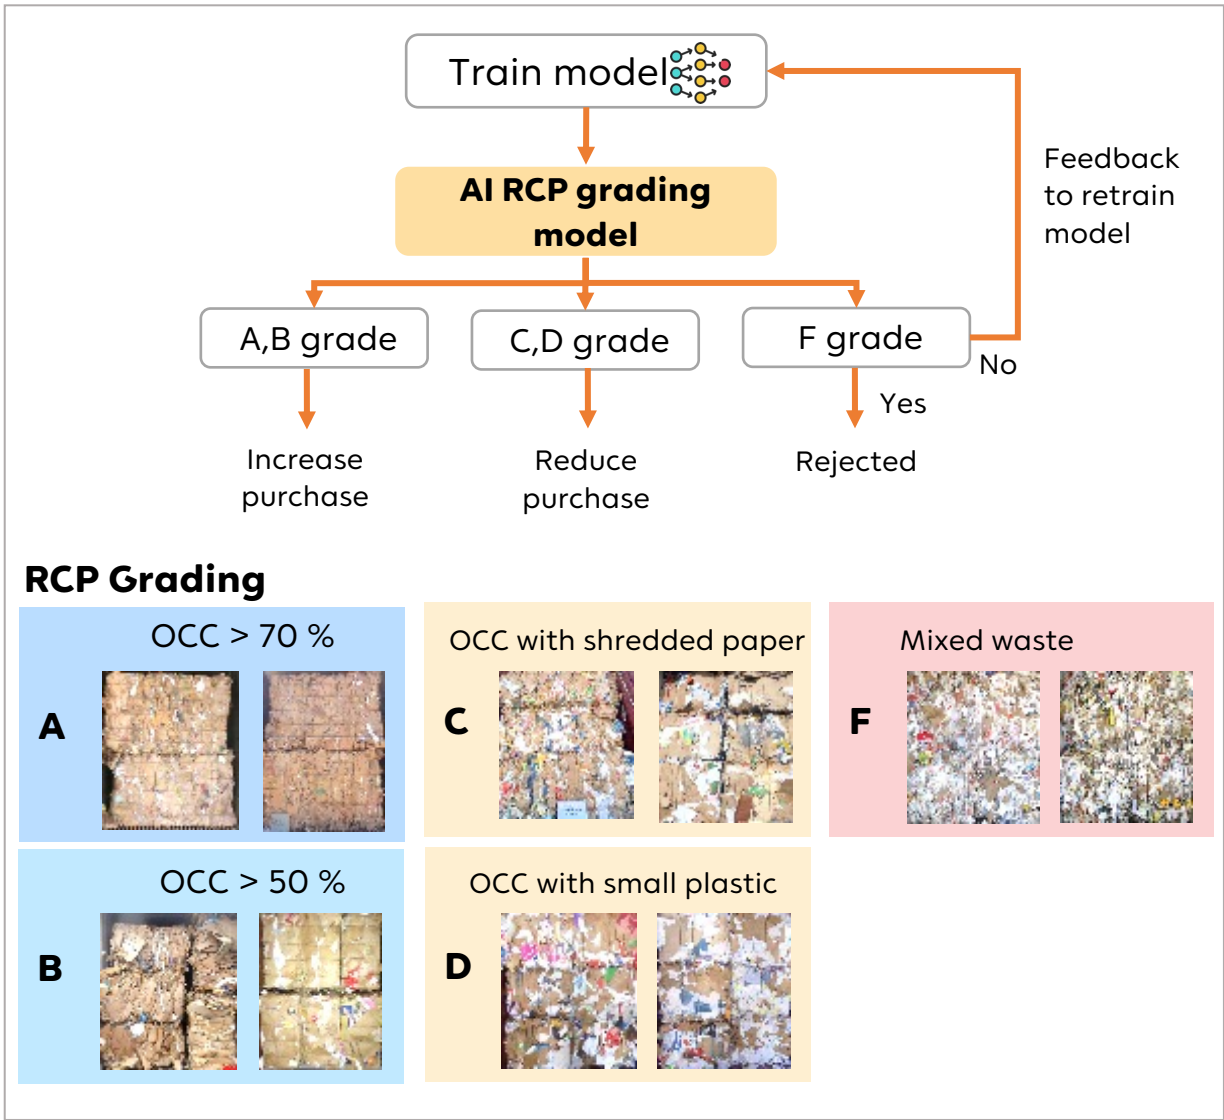 Train model
Feedback
to retrain
model
AI RCP grading
model
A,B grade
C,D grade
F grade
No
Yes
Increase
purchase
Reduce
purchase
Rejected
RCP Grading
OCC > 70 %
A
OCC with shredded paper
C
Mixed waste
F
OCC > 50 %
B
OCC with small plastic
D